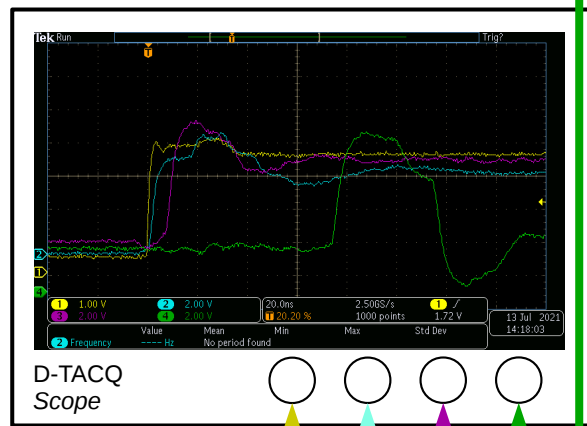 Tek Run Trig?
T T
2
1
4
1 1.00 V 2 2.00 V 20.0ns 2.50GS/s 1
3 2.00 V 4 2.00 V T 20.20 % 1000 points 1.72 V
13 Jul 2021
14:18:03
Value Mean Min Max Std Dev
2 Frequency ---- Hz No period found
D-TACQ
Scope